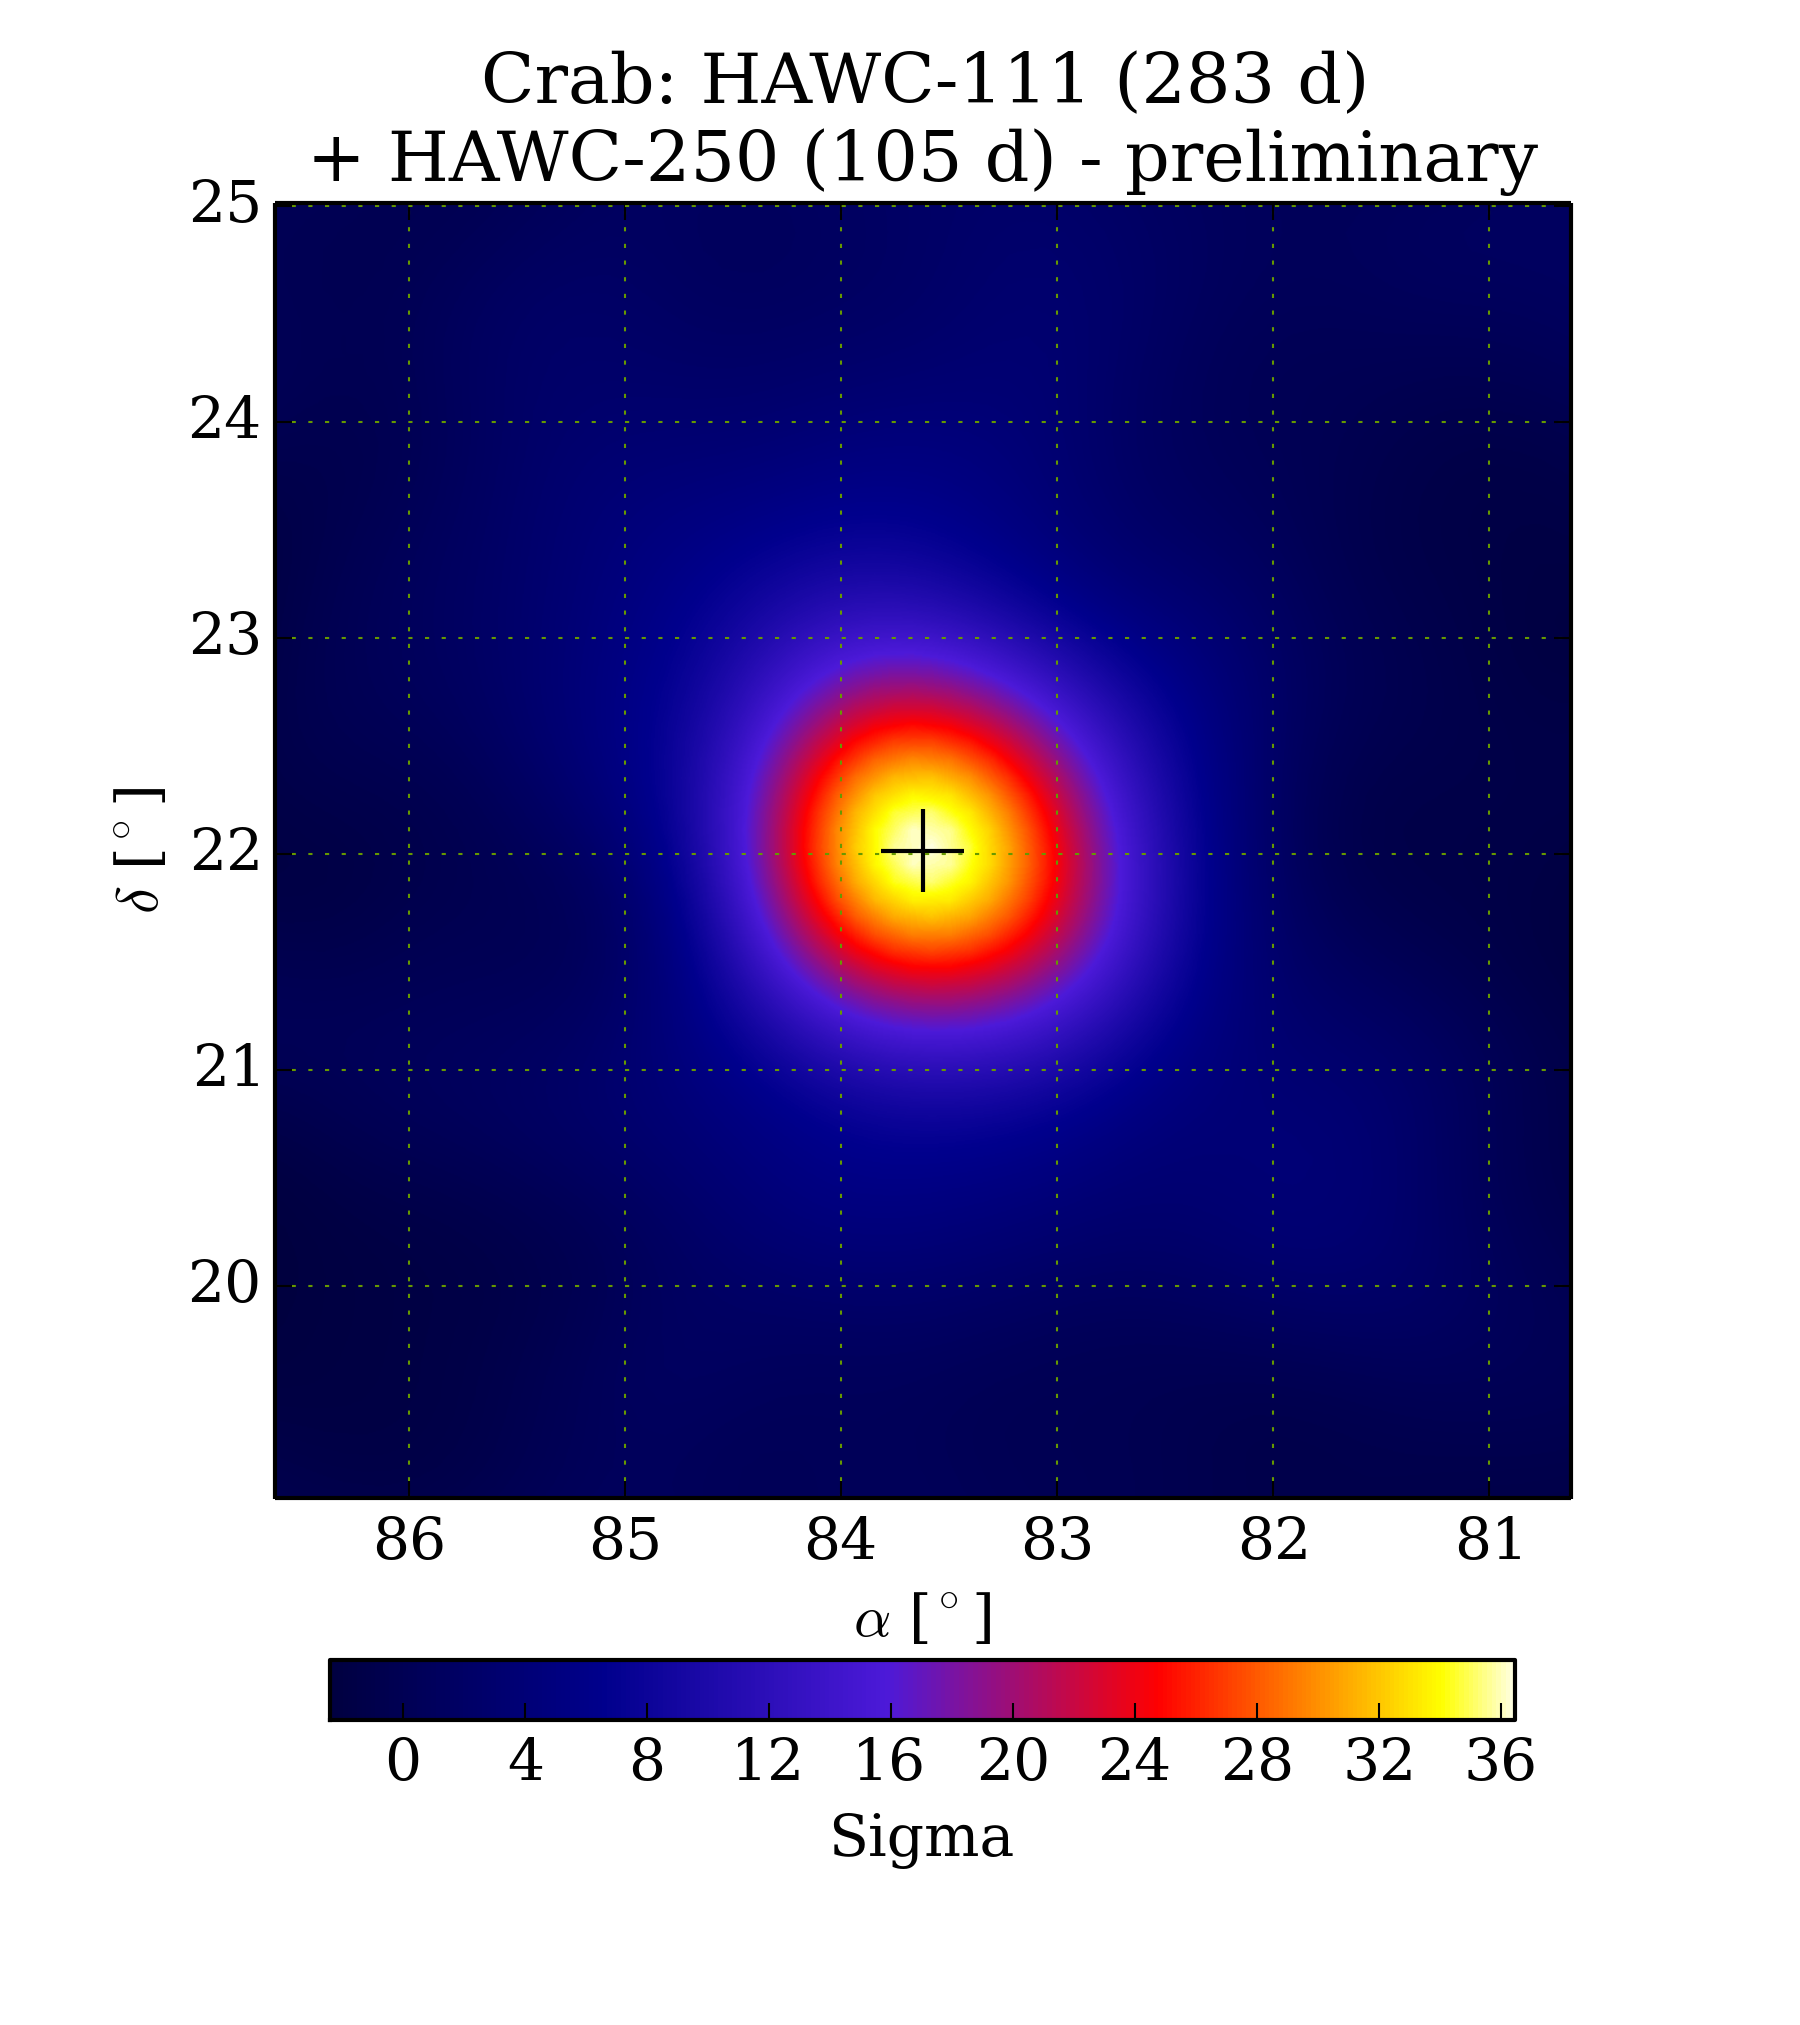 Crab: HAWC-111 (283 d)
+ HAWC-250 (105 d) - preliminary
25
24
23
22
21
20
δ [°]
86 85 84 83 82 81
α [°]
0 4 8 12 16 20 24 28 32 36
Sigma